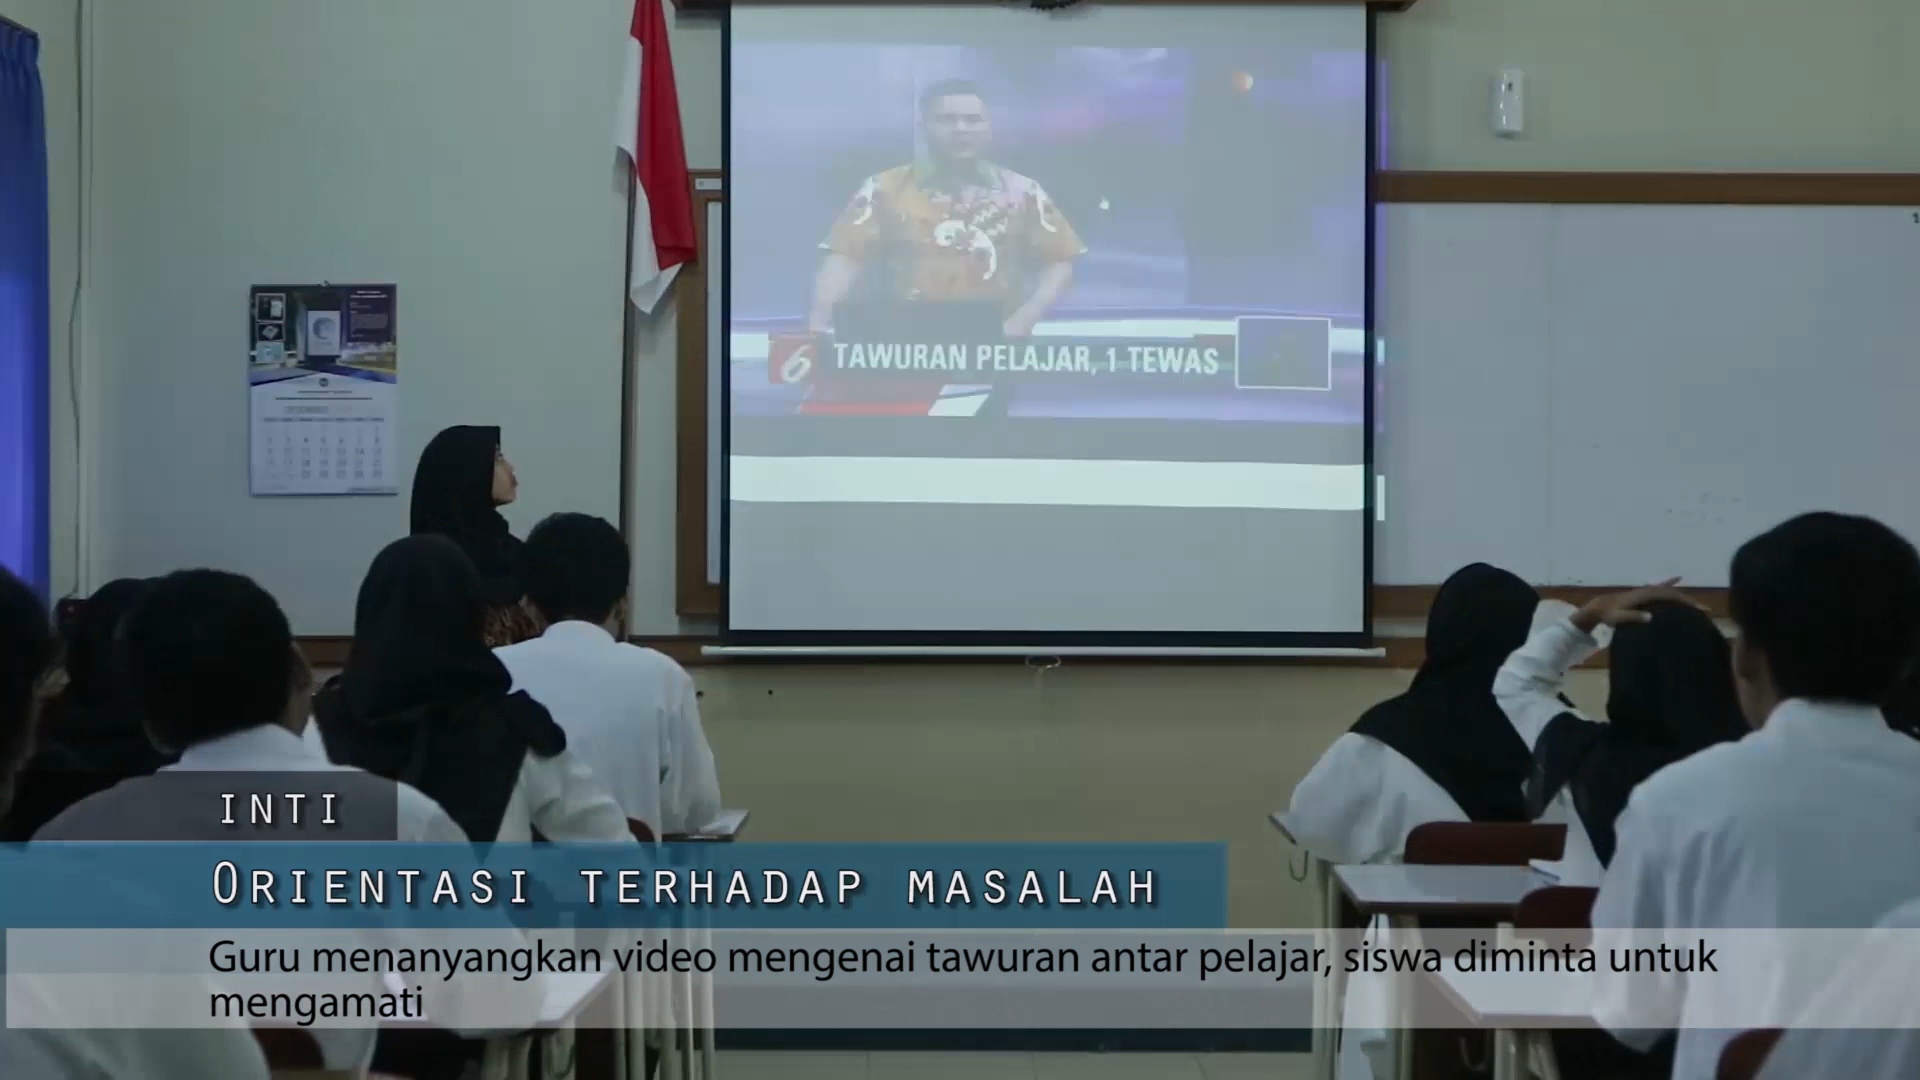 6 TAWURAN PELAJAR, 1 TEWAS
INTI
Orientasi terhadap masalah
Guru menanyangkan video mengenai tawuran antar pelajar, siswa diminta untuk
mengamati